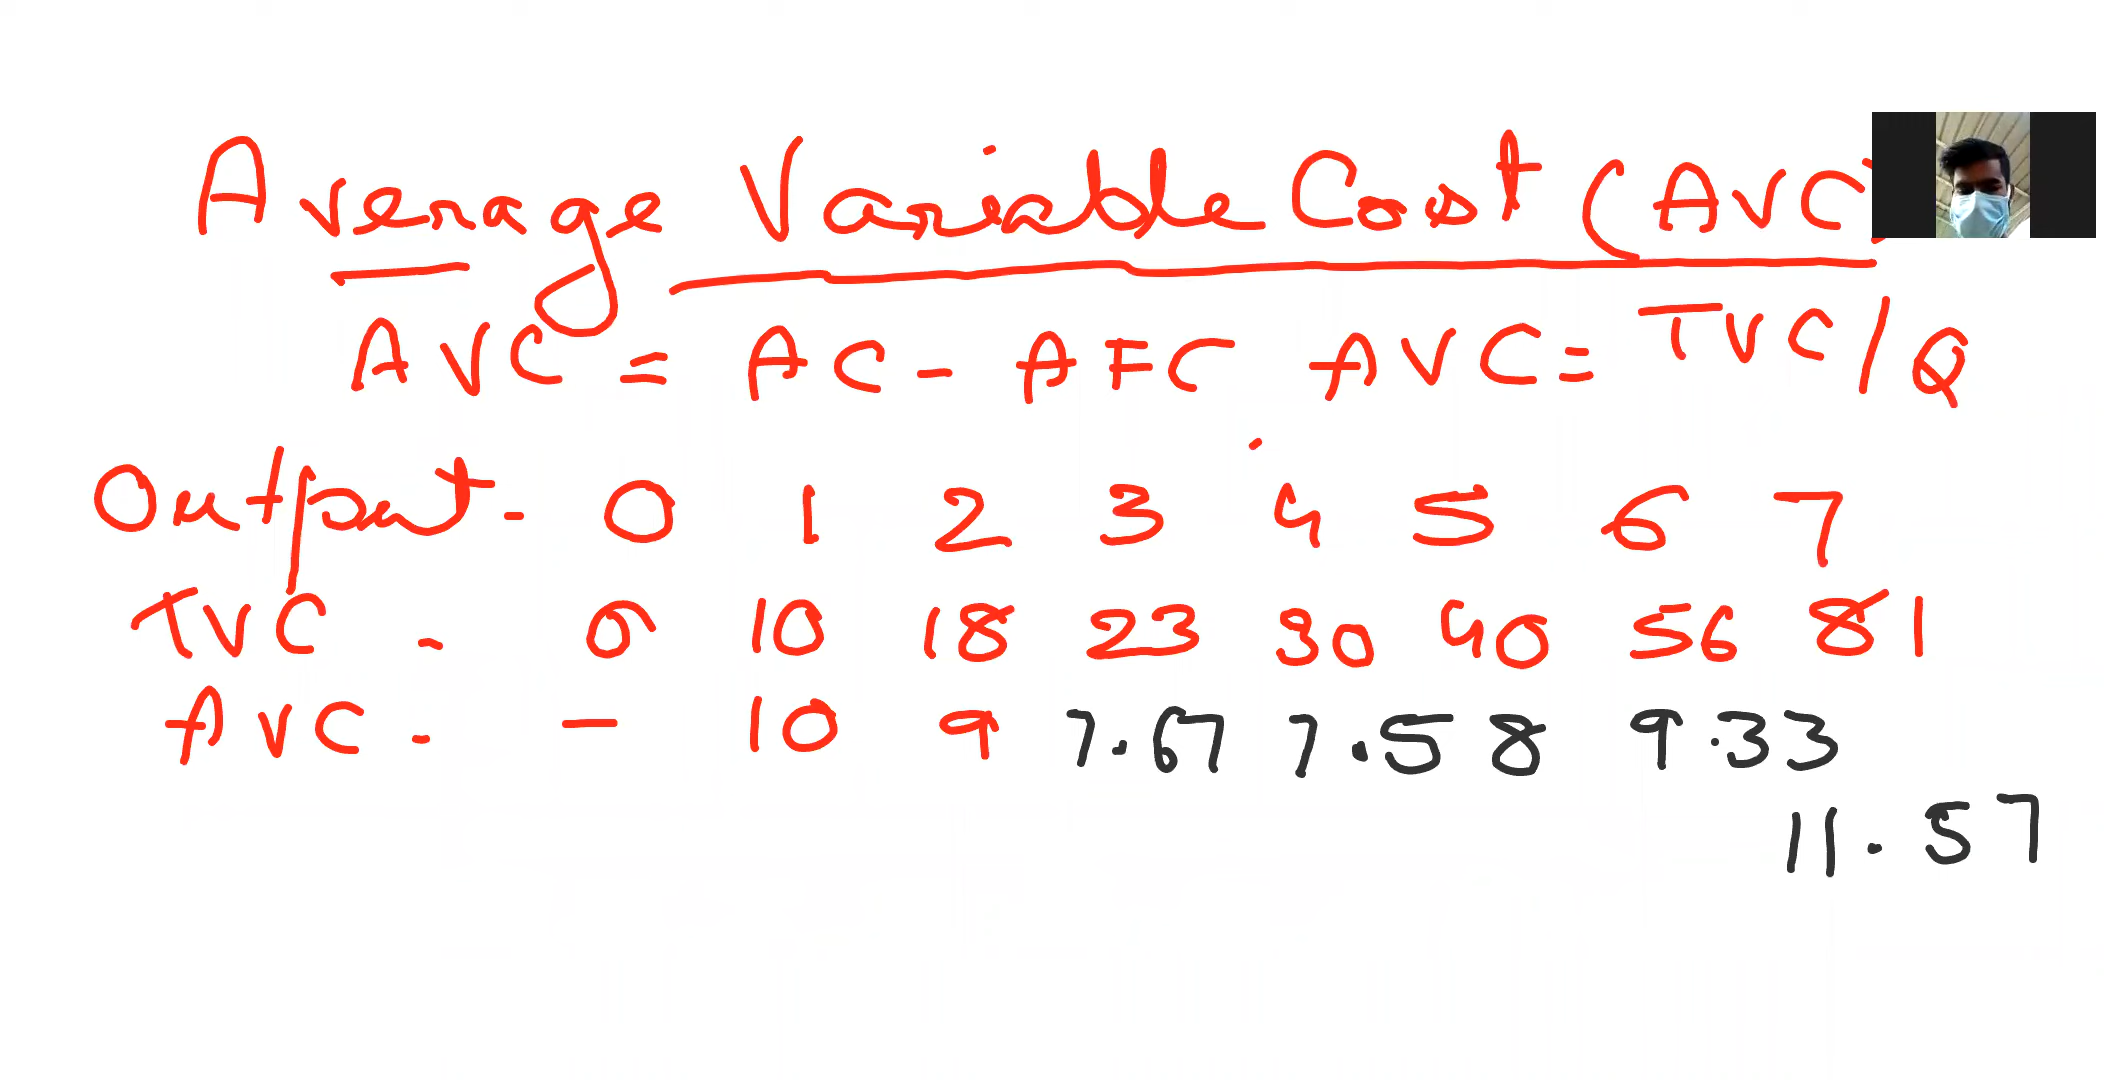 Average Variable Cost (AVC)
AVC = AC - AFC AVC = TVC/Q
Output - 0 1 2 3 4 5 6 7
TVC - 0 10 18 23 30 40 56 81
AVC - — 10 9 7.67 7.5 8 9.33
11.57